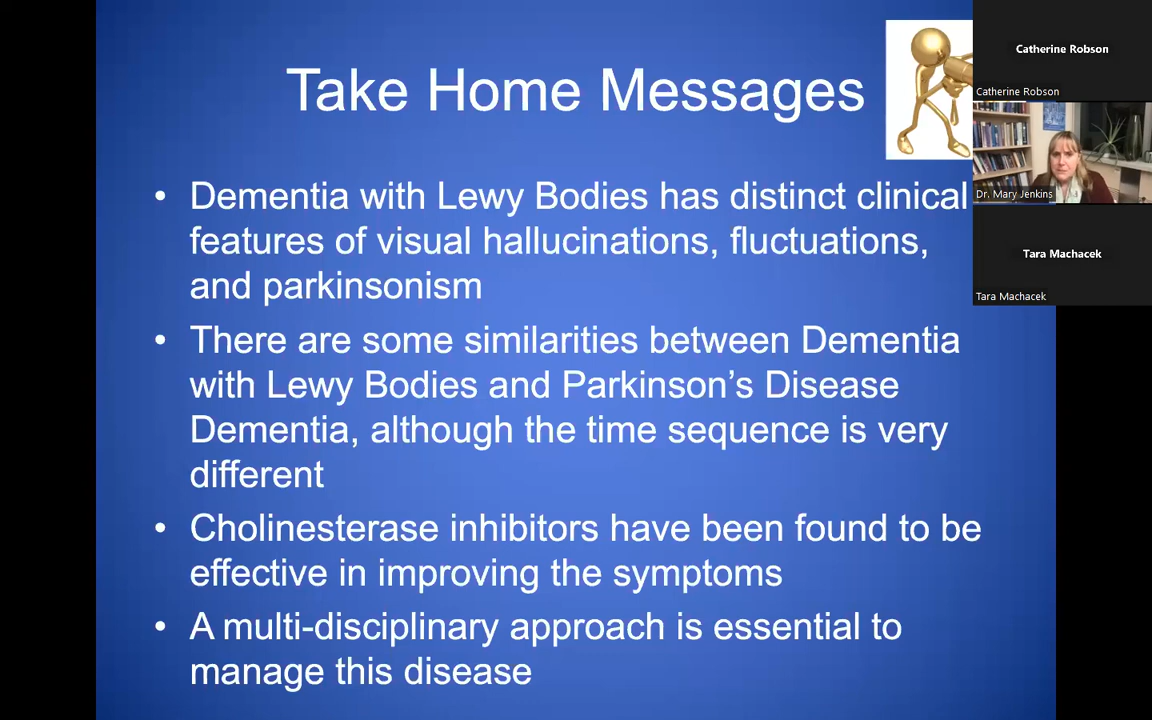 Take Home Messages
• Dementia with Lewy Bodies has distinct clinical
features of visual hallucinations, fluctuations,
and parkinsonism
• There are some similarities between Dementia
with Lewy Bodies and Parkinson’s Disease
Dementia, although the time sequence is very
different
• Cholinesterase inhibitors have been found to be
effective in improving the symptoms
• A multi-disciplinary approach is essential to
manage this disease
Catherine Robson
Catherine Robson
Dr. Mary Jenkins
Tara Machacek
Tara Machacek